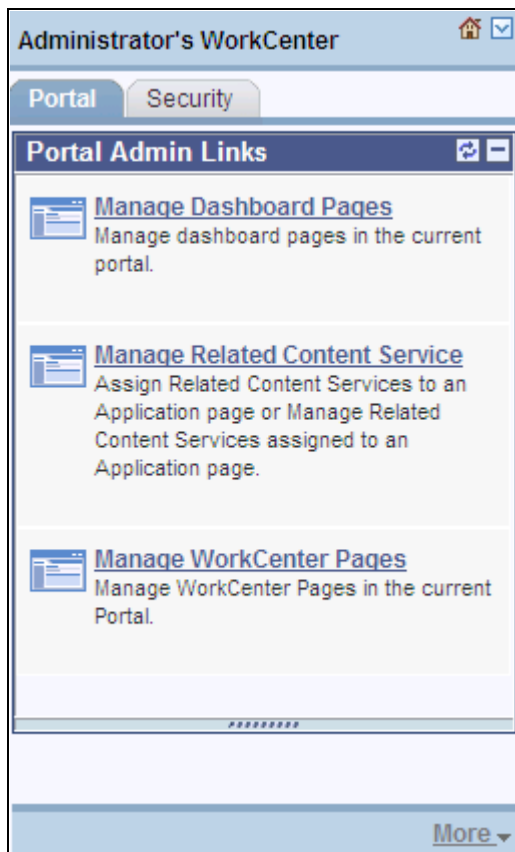 Administrator's WorkCenter
Portal
Security
Portal Admin Links
Manage Dashboard Pages
Manage dashboard pages in the current
portal.
Manage Related Content Service
Assign Related Content Services to an
Application page or Manage Related
Content Services assigned to an
Application page.
Manage WorkCenter Pages
Manage WorkCenter Pages in the current
Portal.
More